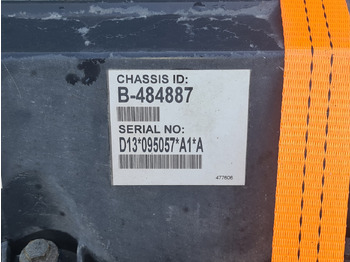 CHASSIS ID:
B-484887
SERIAL NO:
D13*095057*A1*A
477606